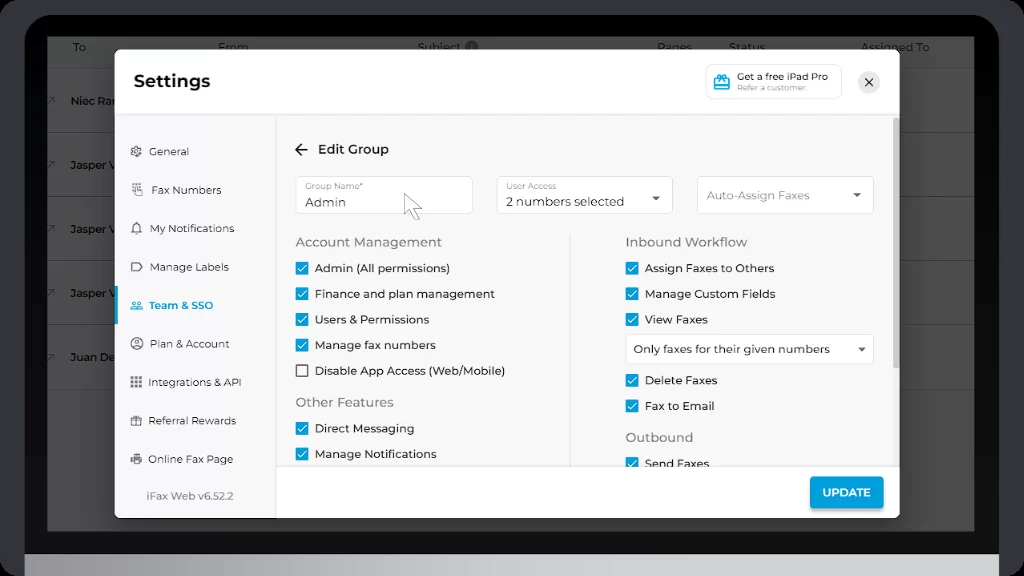 To From Subject Pages Status Assigned To
Settings
Get a free iPad Pro
Refer a customer.
Niec Rar
Jasper V
Jasper V
Jasper V
Juan De
General
Fax Numbers
My Notifications
Manage Labels
Team & SSO
Plan & Account
Integrations & API
Referral Rewards
Online Fax Page
iFax Web v6.52.2
Edit Group
Group Name*
Admin
User Access
2 numbers selected
Auto-Assign Faxes
Account Management
Admin (All permissions)
Finance and plan management
Users & Permissions
Manage fax numbers
Disable App Access (Web/Mobile)
Other Features
Direct Messaging
Manage Notifications
Inbound Workflow
Assign Faxes to Others
Manage Custom Fields
View Faxes
Only faxes for their given numbers
Delete Faxes
Fax to Email
Outbound
Send Faxes
UPDATE